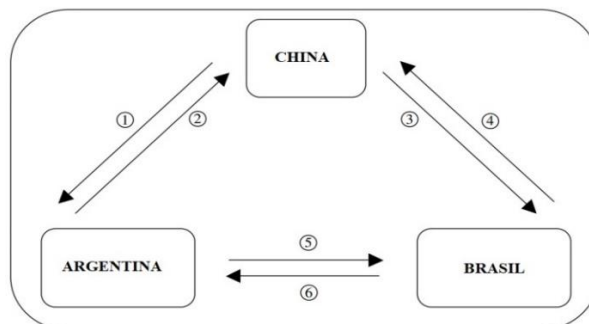 CHINA
① ②
③ ④
ARGENTINA
⑤
BRASIL
⑥